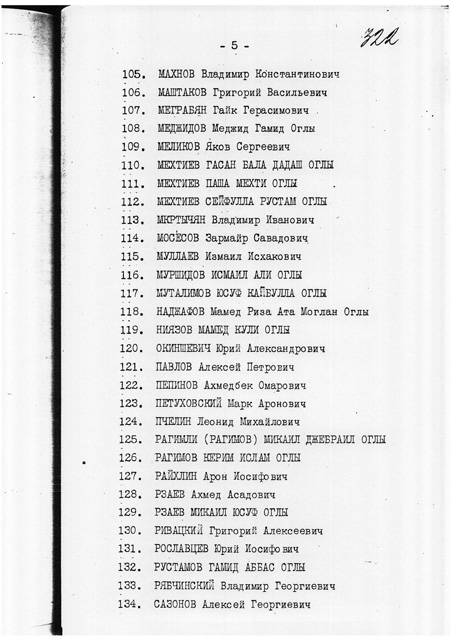 - 5 -
322
105. МАХНОВ Владимир Константинович
106. МАШТАКОВ Григорий Васильевич
107. МЕГРАБЯН Гайк Герасимович
108. МЕДЖИДОВ Меджид Гамид Оглы
109. МЕЛИКОВ Яков Сергеевич
110. МЕХТИЕВ ГАСАН БАЛА ДАДАШ ОГЛЫ
111. МЕХТИЕВ ПАША МЕХТИ ОГЛЫ
112. МЕХТИЕВ СЕЙФУЛЛА РУСТАМ ОГЛЫ
113. МКРТЫЧЯН Владимир Иванович
114. МОСЕСОВ Зармайр Савадович
115. МУЛЛАЕВ Измаил Исхакович
116. МУРШИДОВ ИСМАИЛ АЛИ ОГЛЫ
117. МУТАЛИМОВ ЮСУФ КАЙБУЛЛА ОГЛЫ
118. НАДЖАФОВ Мамед Риза Ата Моглан Оглы
119. НИЯЗОВ МАМЕД КУЛИ ОГЛЫ
120. ОКИНШЕВИЧ Юрий Александрович
121. ПАВЛОВ Алексей Петрович
122. ПЕПИНОВ Ахмедбек Омарович
123. ПЕТУХОВСКИЙ Марк Аронович
124. ПЧЕЛИН Леонид Михайлович
125. РАГИМЛИ (РАГИМОВ) МИКАИЛ ДЖЕБРАИЛ ОГЛЫ
126. РАГИМОВ КЕРИМ ИСЛАМ ОГЛЫ
127. РАЙХЛИН Арон Иосифович
128. РЗАЕВ Ахмед Асадович
129. РЗАЕВ МИКАИЛ ЮСУФ ОГЛЫ
130. РИВАЦКИЙ Григорий Алексеевич
131. РОСЛАВЦЕВ Юрий Иосифович
132. РУСТАМОВ ГАМИД АББАС ОГЛЫ
133. РЯБЧИНСКИЙ Владимир Георгиевич
134. САЗОНОВ Алексей Георгиевич